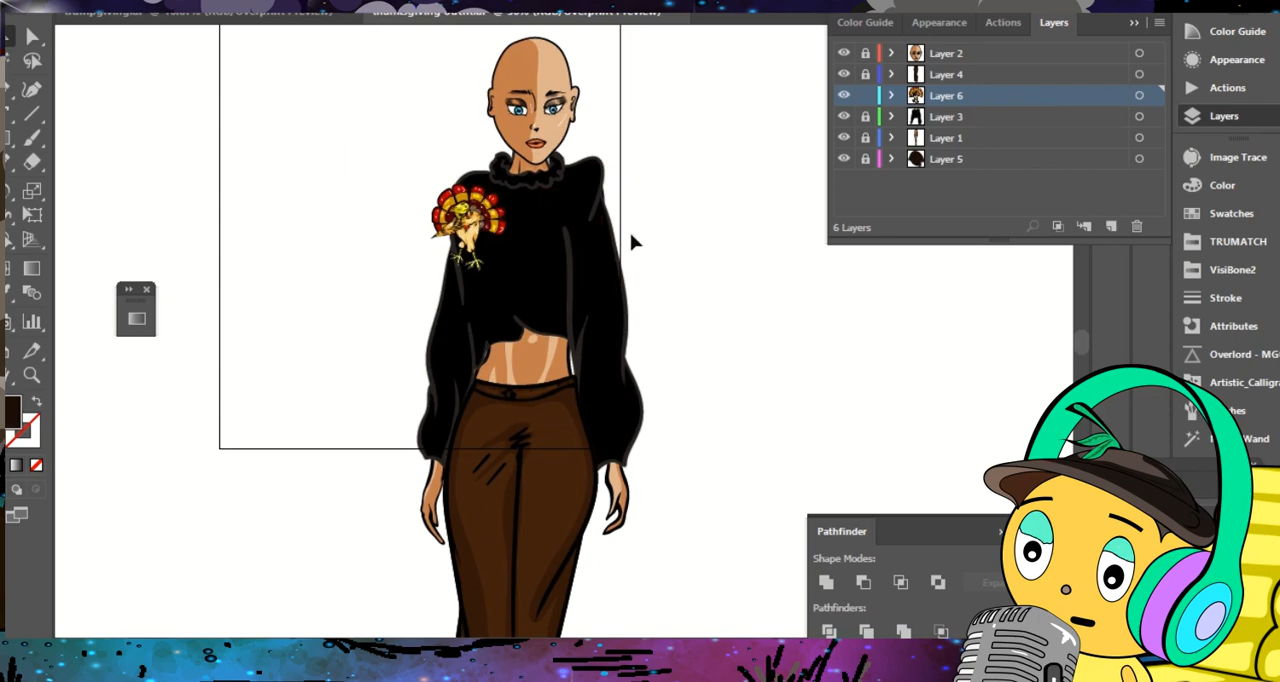 Color Guide Appearance Actions Layers
Layer 2
Layer 4
Layer 6
Layer 3
Layer 1
Layer 5
6 Layers
Color Guide
Appearance
Actions
Layers
Image Trace
Color
Swatches
TRUMATCH
VisiBone2
Stroke
Attributes
Overlord - MG
Artistic_Calligra
Pathfinder
Shape Modes:
Pathfinders: